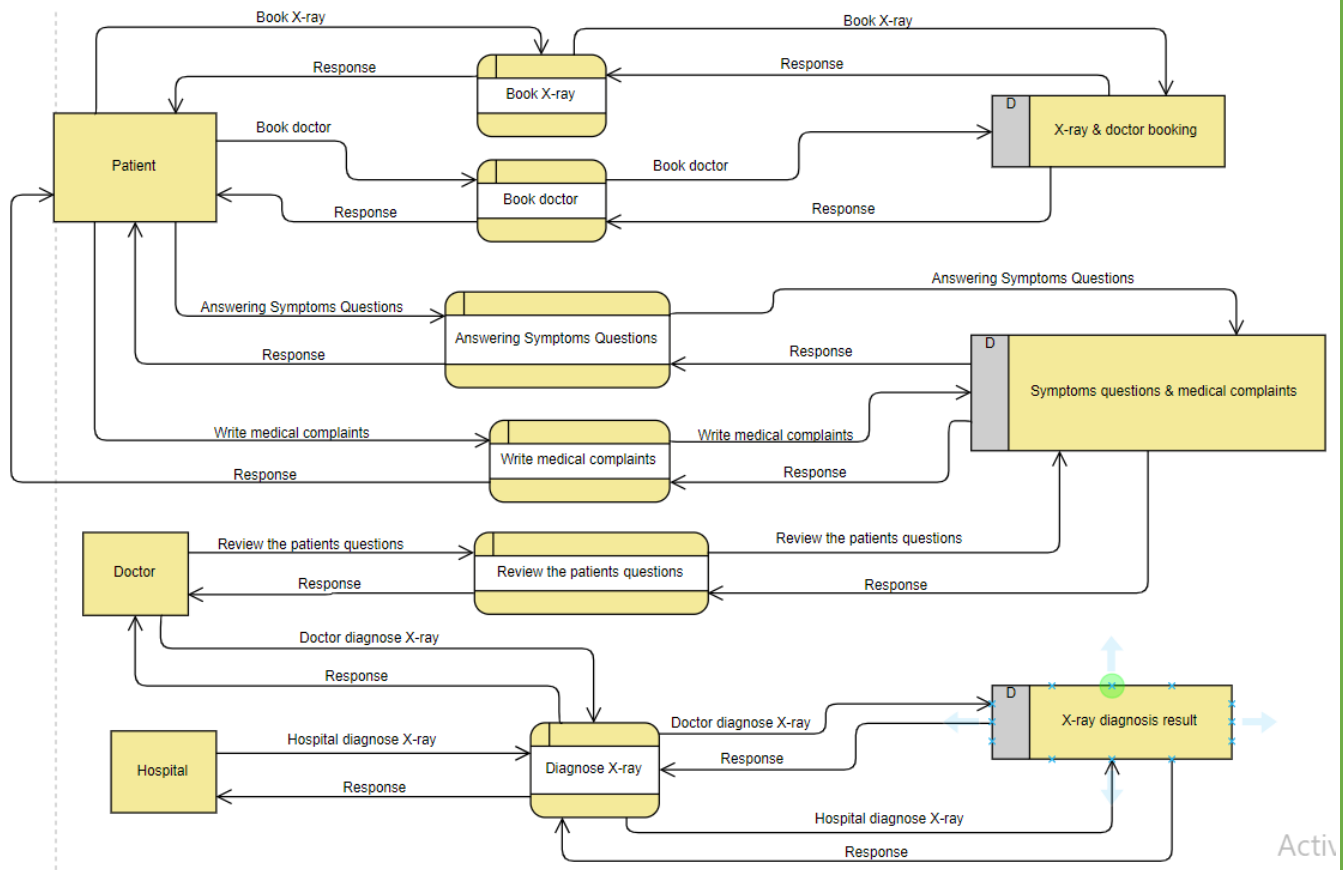 Book X-ray
Book X-ray
Response
Response
Book X-ray
D
X-ray & doctor booking
Book doctor
Patient
Book doctor
Book doctor
Response
Response
Answering Symptoms Questions
Answering Symptoms Questions
Answering Symptoms Questions
Response
Response
D
Symptoms questions & medical complaints
Write medical complaints
Write medical complaints
Write medical complaints
Response
Response
Review the patients questions
Review the patients questions
Doctor
Review the patients questions
Response
Response
Doctor diagnose X-ray
Response
D
X-ray diagnosis result
Doctor diagnose X-ray
Hospital diagnose X-ray
Response
Hospital
Diagnose X-ray
Response
Hospital diagnose X-ray
Response
Activ